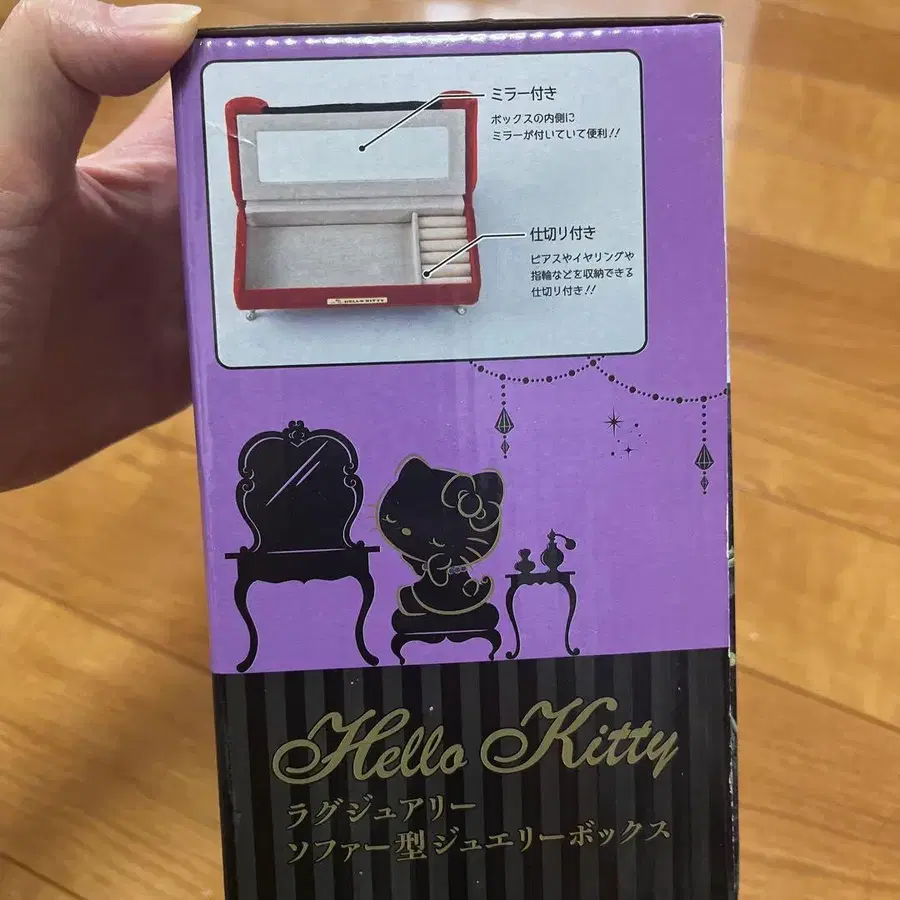 ミラー付き
ボックスの内側に
ミラーが付いていて便利!!
仕切り付き
ピアスやイヤリングや
指輪などを収納できる
仕切り付き!!
HELLO KITTY
Hello Kitty
ラグジュアリー
ソファー型ジュエリーボックス